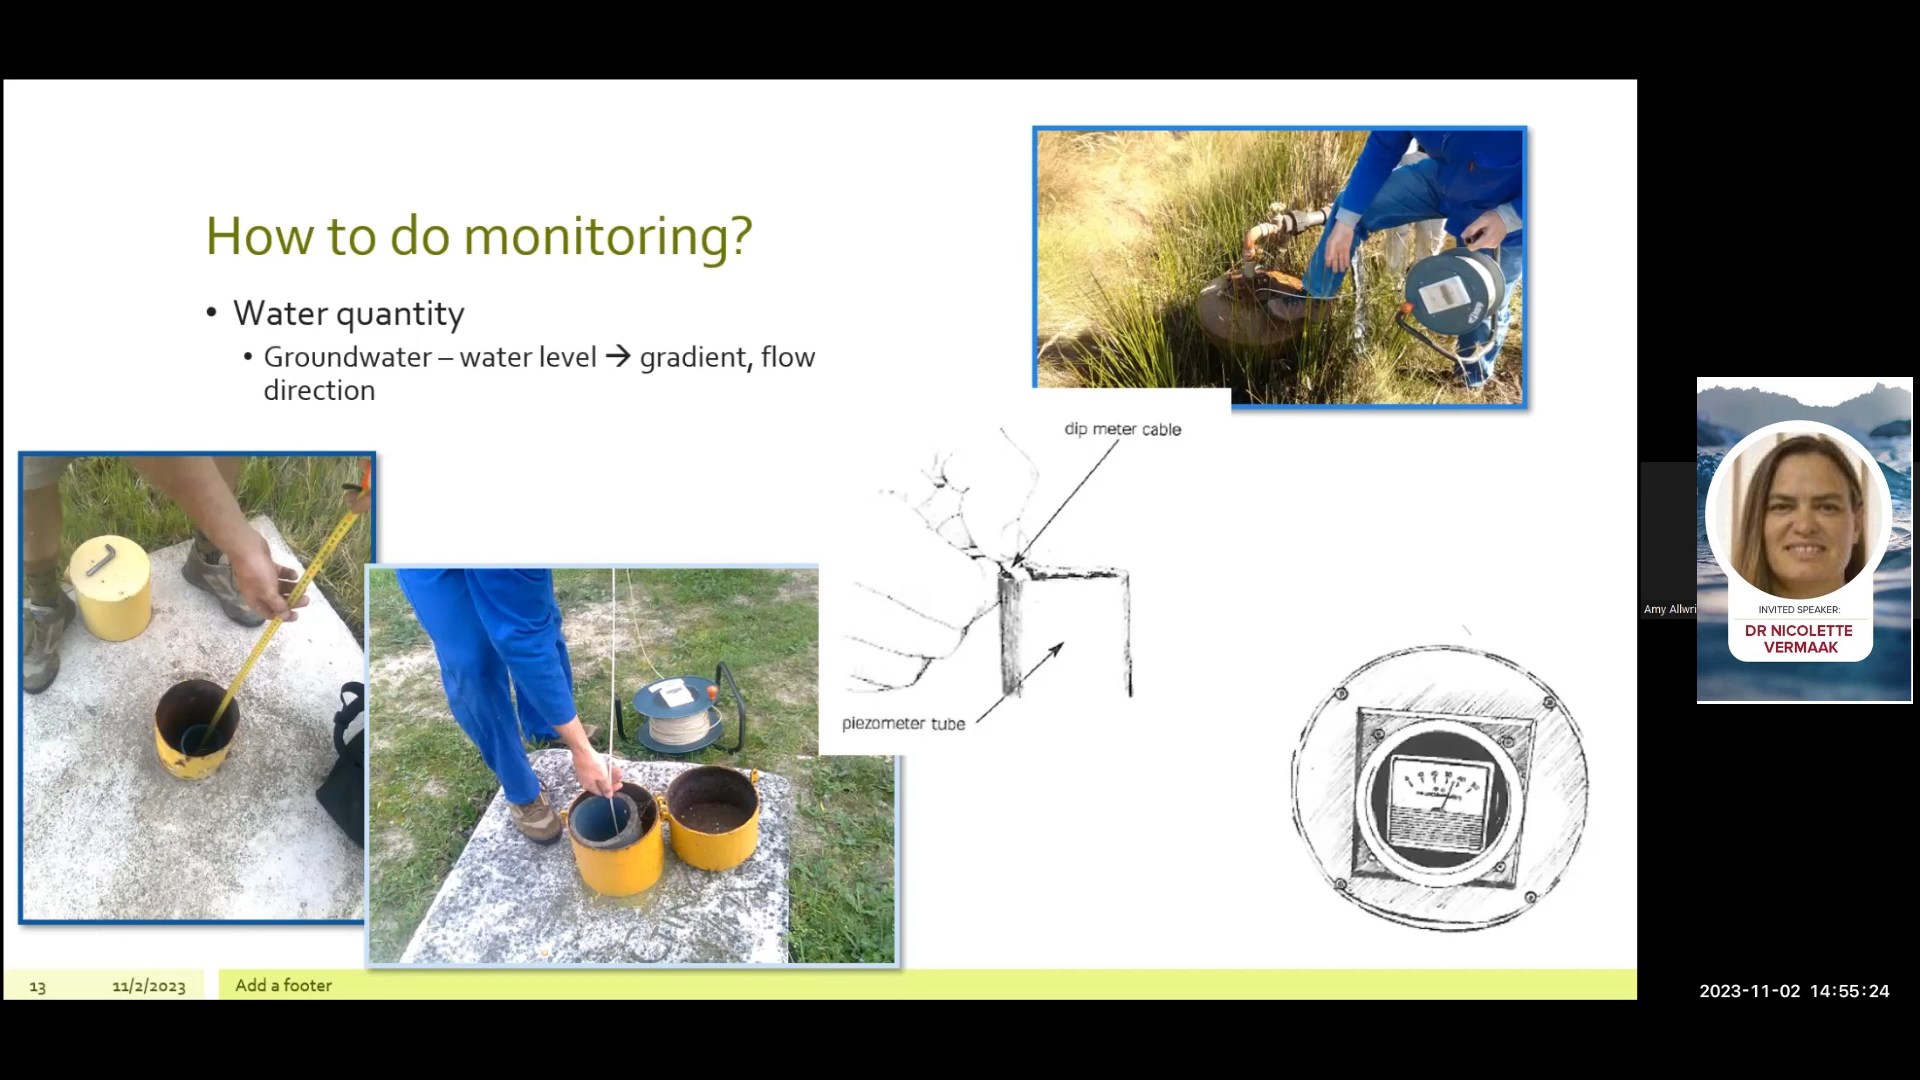 How to do monitoring?
• Water quantity
• Groundwater – water level → gradient, flow
direction
dip meter cable
piezometer tube
13
11/2/2023
Add a footer
Amy Allwri
INVITED SPEAKER:
DR NICOLETTE
VERMAAK
2023-11-02 14:55:24